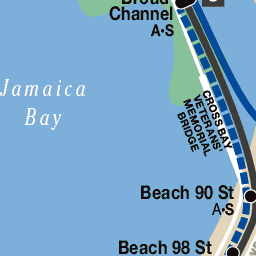 Broad
Channel
A•S
Jamaica
Bay
CROSS BAY
VETERANS'
MEMORIAL
BRIDGE
Beach 90 St
A•S
Beach 98 St